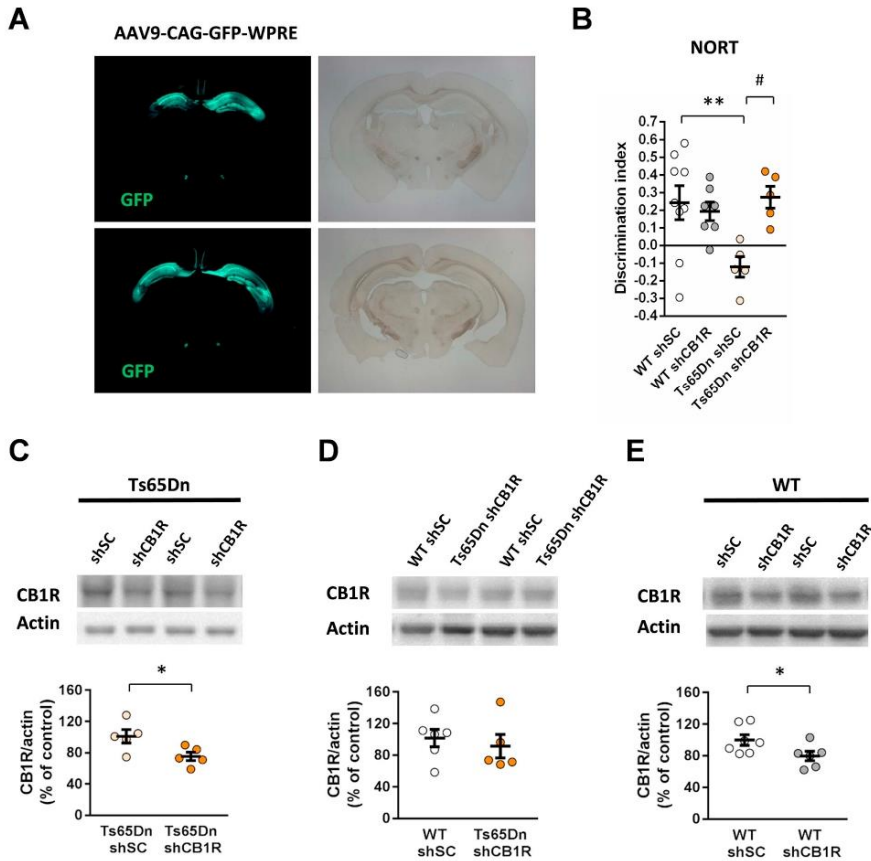 A
AAV9-CAG-GFP-WPRE
GFP
GFP
B
NORT
**
#
Discrimination index
0.7
0.6
0.5
0.4
0.3
0.2
0.1
0.0
-0.1
-0.2
-0.3
-0.4
WT shSC
WT shCB1R
Ts65Dn shSC
Ts65Dn shCB1R
C
Ts65Dn
shSC
shCB1R
shSC
shCB1R
CB1R
Actin
*
CB1R/actin
(% of control)
160
120
80
40
0
Ts65Dn
shSC
Ts65Dn
shCB1R
D
WT shSC
Ts65Dn shCB1R
WT shSC
Ts65Dn shCB1R
CB1R
Actin
CB1R/actin
(% of control)
160
120
80
40
0
WT
shSC
Ts65Dn
shCB1R
E
WT
shSC
shCB1R
shSC
shCB1R
CB1R
Actin
*
CB1R/actin
(% of control)
160
120
80
40
0
WT
shSC
WT
shCB1R